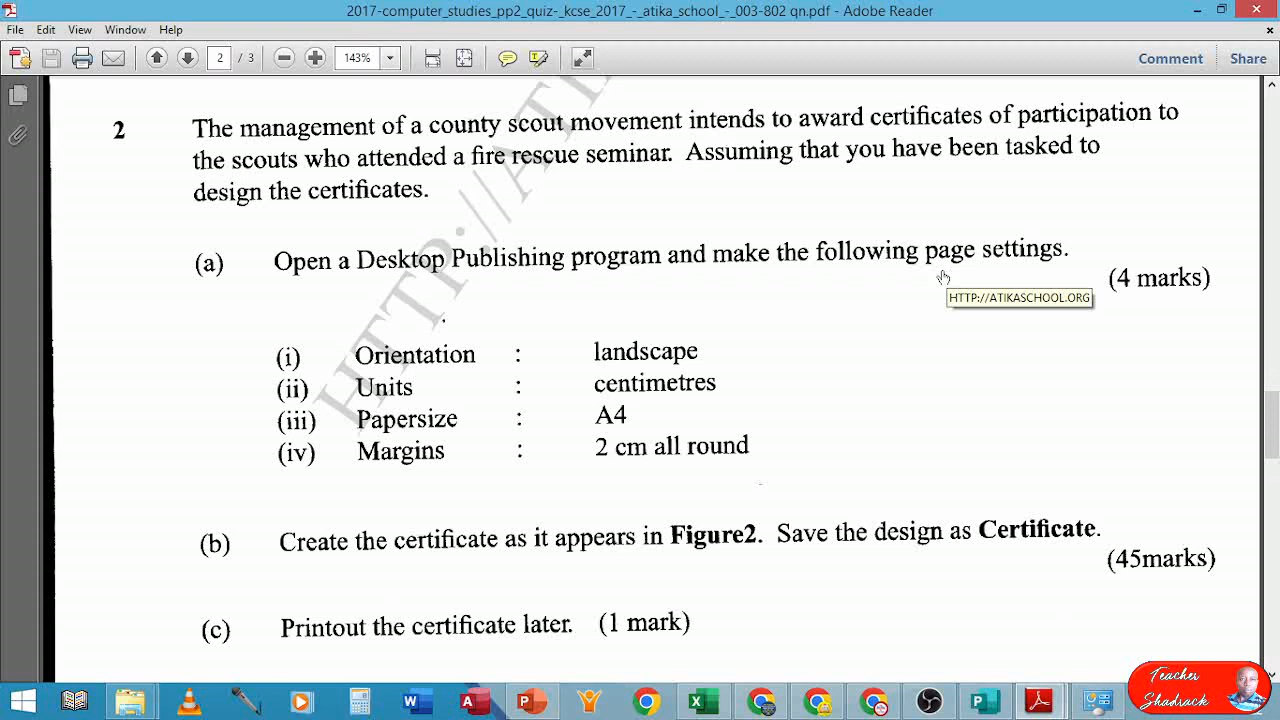 2017-computer_studies_pp2_quiz-_kcse_2017_-_atika_school_-_003-802 qn.pdf - Adobe Reader
File Edit View Window Help
2 / 3 143% Comment Share
HTTP://ATI
2 The management of a county scout movement intends to award certificates of participation to
the scouts who attended a fire rescue seminar. Assuming that you have been tasked to
design the certificates.
(a) Open a Desktop Publishing program and make the following page settings.
(4 marks)
HTTP://ATIKASCHOOL.ORG
(i) Orientation : landscape
(ii) Units : centimetres
(iii) Papersize : A4
(iv) Margins : 2 cm all round
(b) Create the certificate as it appears in Figure2. Save the design as Certificate.
(45marks)
(c) Printout the certificate later. (1 mark)
Teacher
Shadrack